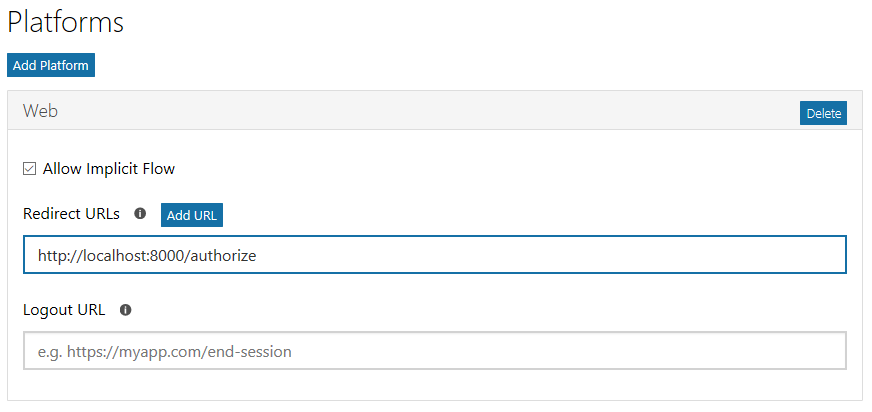 Platforms
Add Platform
Web
Delete
Allow Implicit Flow
Redirect URLs
Add URL
http://localhost:8000/authorize
Logout URL
e.g. https://myapp.com/end-session